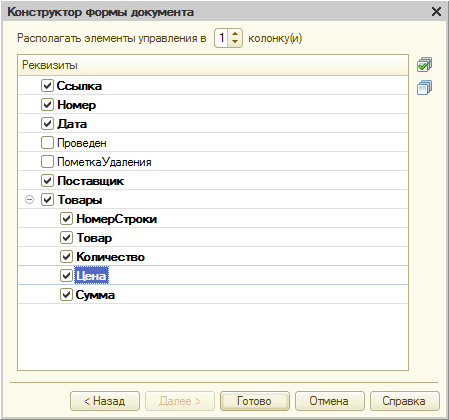 Конструктор формы документа
Располагать элементы управления в 1 колонку(и)
Реквизиты
Ссылка
Номер
Дата
Проведен
ПометкаУдаления
Поставщик
Товары
НомерСтроки
Товар
Количество
Цена
Сумма
< Назад Далее > Готово Отмена Справка